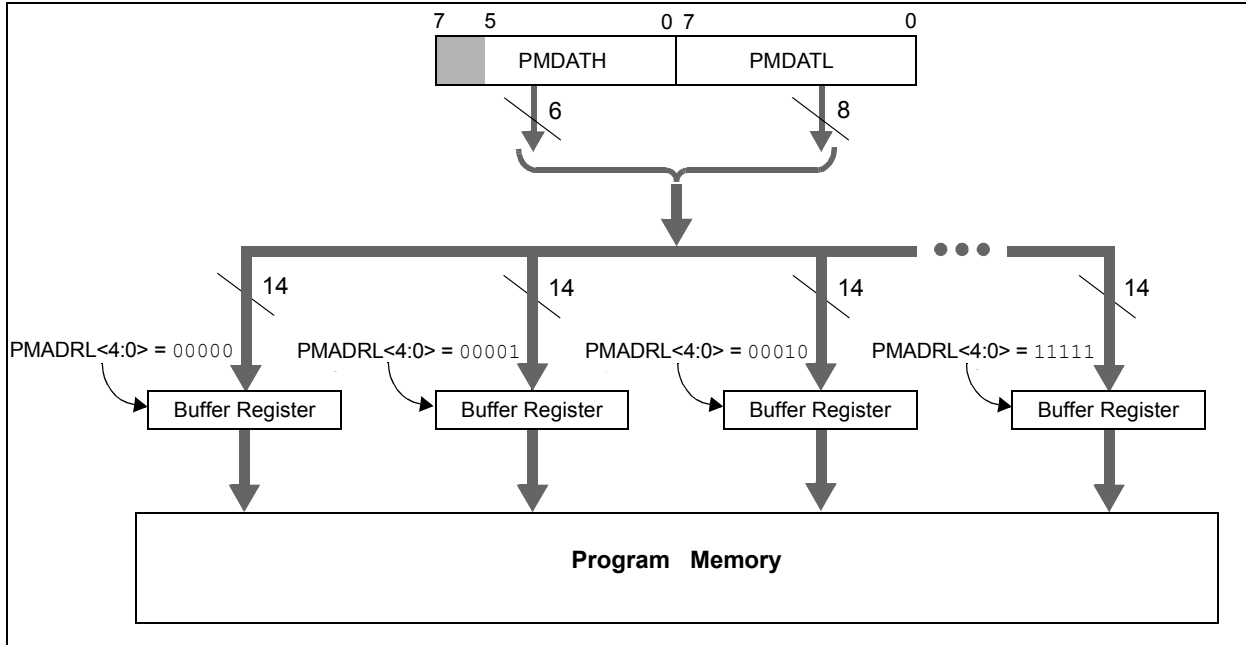 7 5 0 7 0
PMDATH PMDATL
6 8
14 14 14 14
PMADRL<4:0> = 00000 PMADRL<4:0> = 00001 PMADRL<4:0> = 00010 PMADRL<4:0> = 11111
Buffer Register Buffer Register Buffer Register Buffer Register
Program Memory